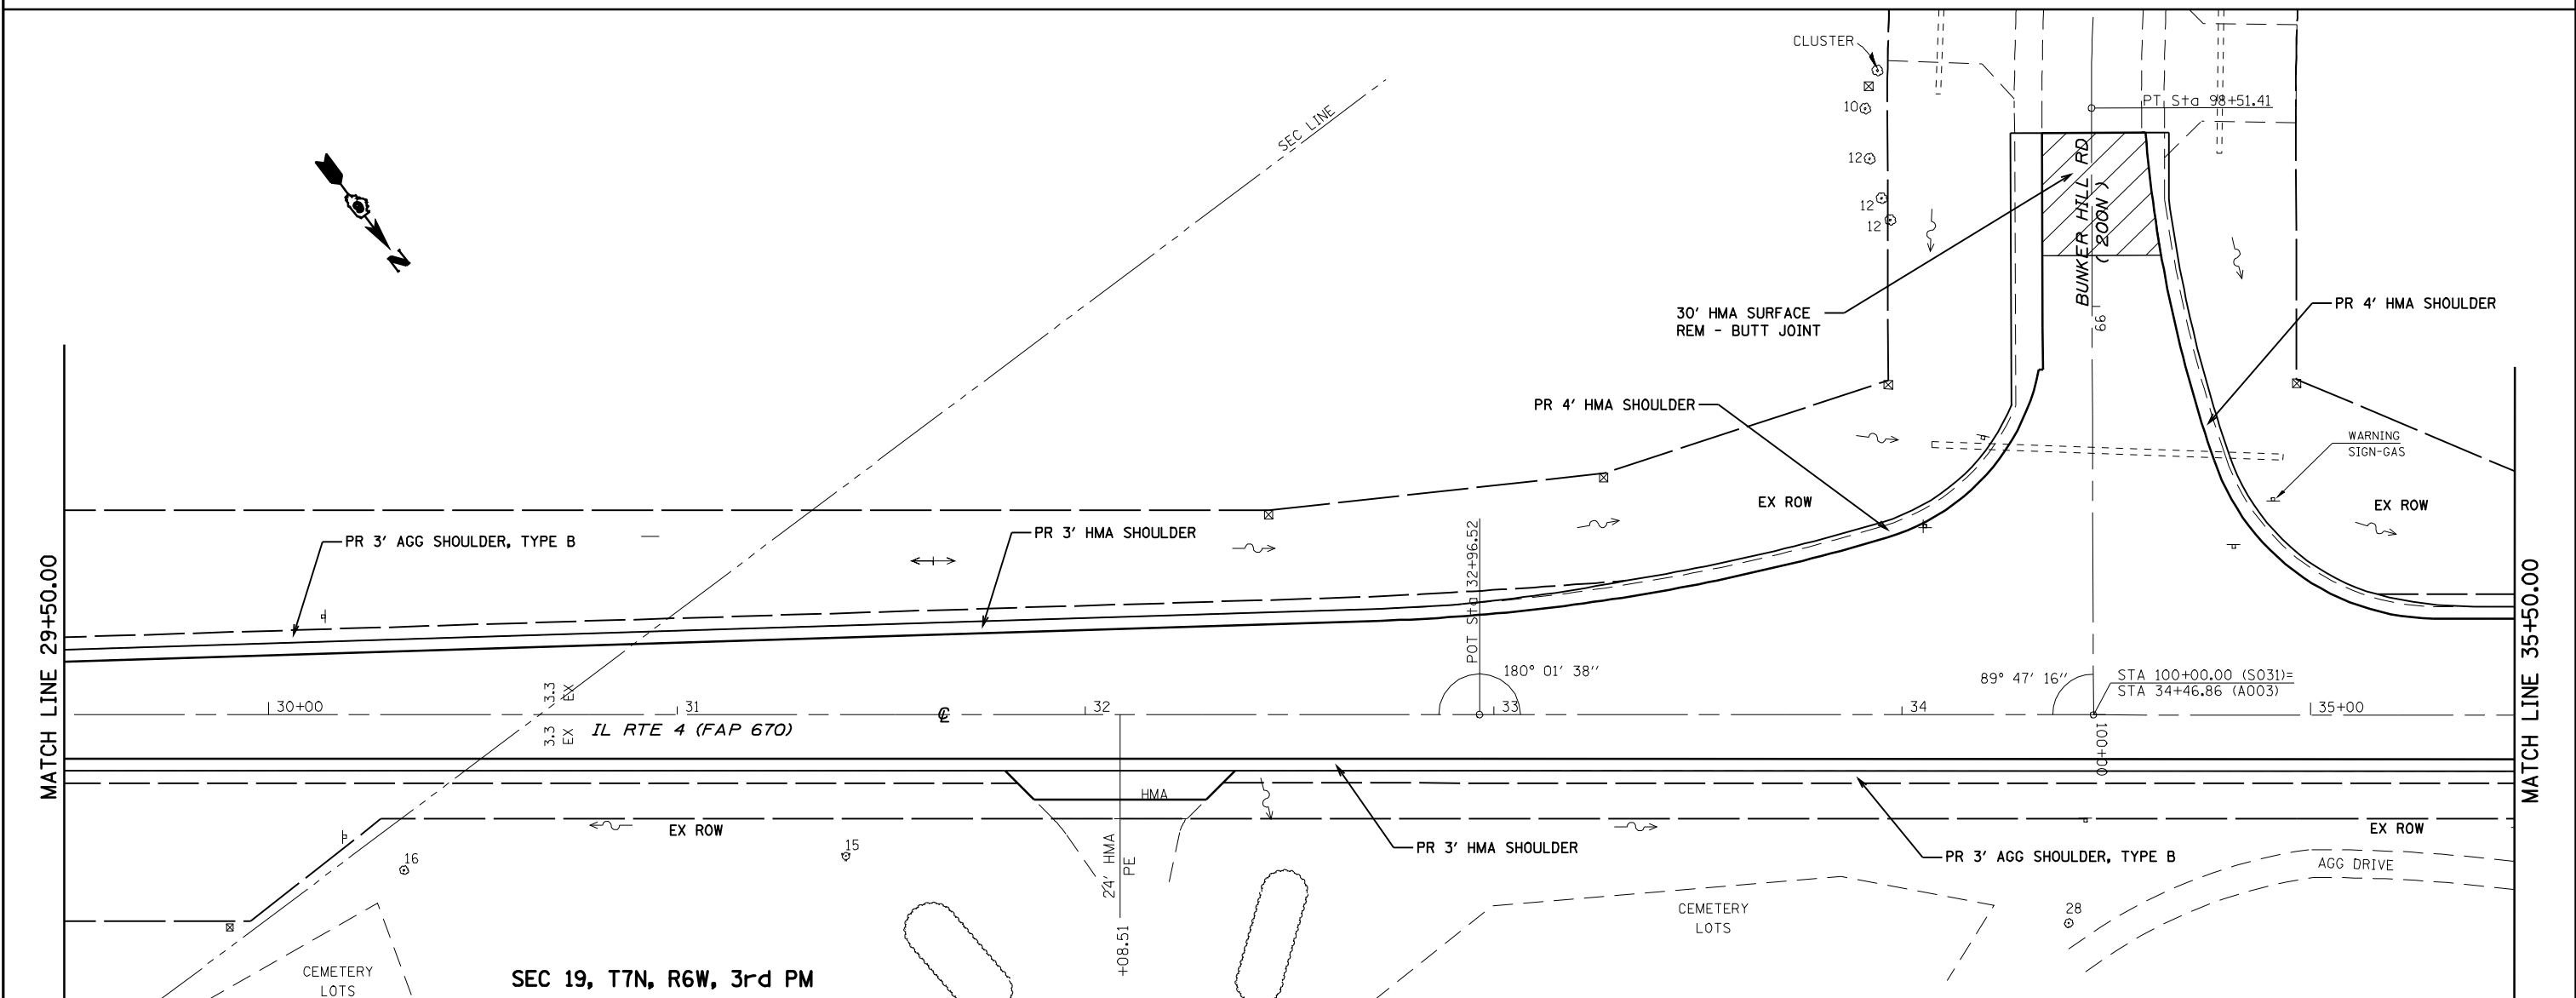 CLUSTER
10
12
12
12
PT Sta 98+51.41
SEC LINE
N
BUNKER HILL RD
( 200N )
30' HMA SURFACE
REM - BUTT JOINT
PR 4' HMA SHOULDER
99
PR 4' HMA SHOULDER
WARNING
SIGN-GAS
EX ROW
EX ROW
PR 3' AGG SHOULDER, TYPE B
PR 3' HMA SHOULDER
POT Sta 32+96.52
MATCH LINE 29+50.00
MATCH LINE 35+50.00
180° 01' 38''
89° 47' 16''
STA 100+00.00 (S031)=
STA 34+46.86 (A003)
3.3
EX
3.3
EX
30+00
31
32
33
34
35+00
IL RTE 4 (FAP 670)
℄
100+00
HMA
EX ROW
EX ROW
PR 3' HMA SHOULDER
PR 3' AGG SHOULDER, TYPE B
16
15
24' HMA
PE
+08.51
AGG DRIVE
28
CEMETERY
LOTS
CEMETERY
LOTS
SEC 19, T7N, R6W, 3rd PM